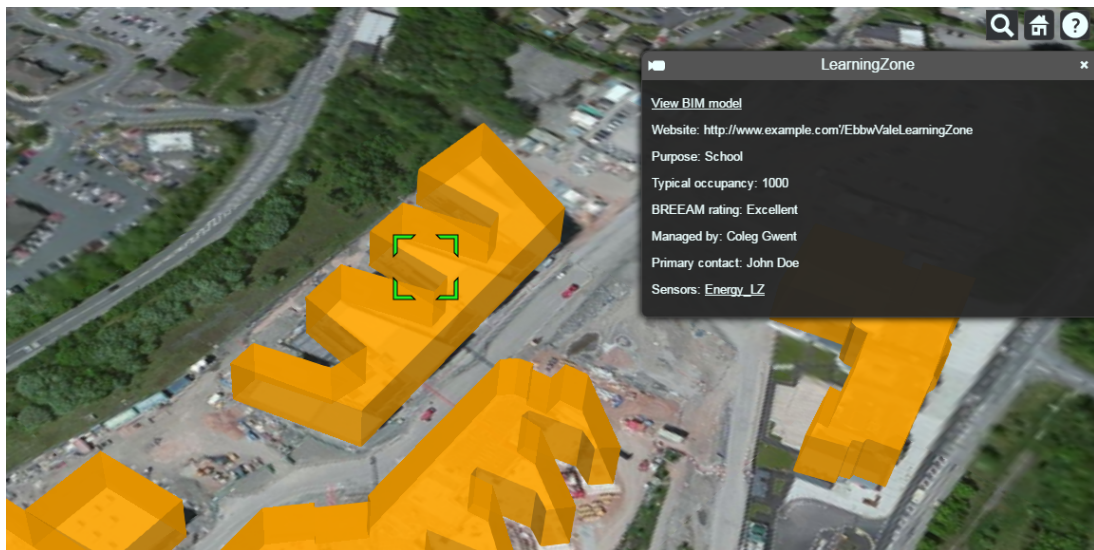 ?
LearningZone
×
View BIM model
Website: http://www.example.com'/EbbwValeLearningZone
Purpose: School
Typical occupancy: 1000
BREEAM rating: Excellent
Managed by: Coleg Gwent
Primary contact: John Doe
Sensors: Energy_LZ